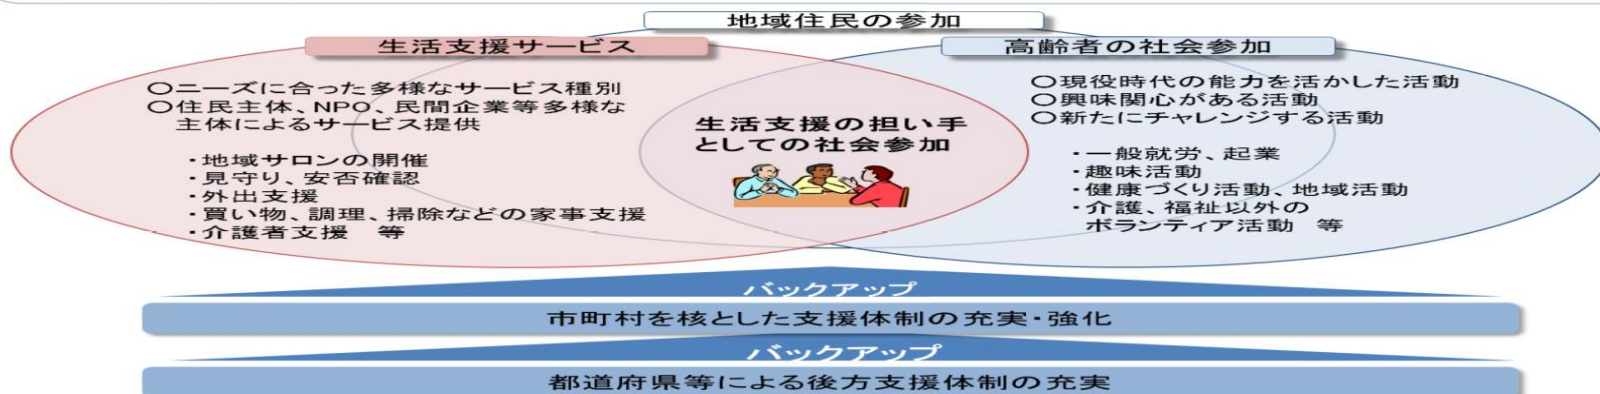 地域住民の参加
生活支援サービス
○ニーズに合った多様なサービス種別
○住民主体、NPO、民間企業等多様な
主体によるサービス提供
・地域サロンの開催
・見守り、安否確認
・外出支援
・買い物、調理、掃除などの家事支援
・介護者支援　等
生活支援の担い手
としての社会参加
高齢者の社会参加
○現役時代の能力を活かした活動
○興味関心がある活動
○新たにチャレンジする活動
・一般就労、起業
・趣味活動
・健康づくり活動、地域活動
・介護、福祉以外の
ボランティア活動　等
バックアップ
市町村を核とした支援体制の充実・強化
バックアップ
都道府県等による後方支援体制の充実